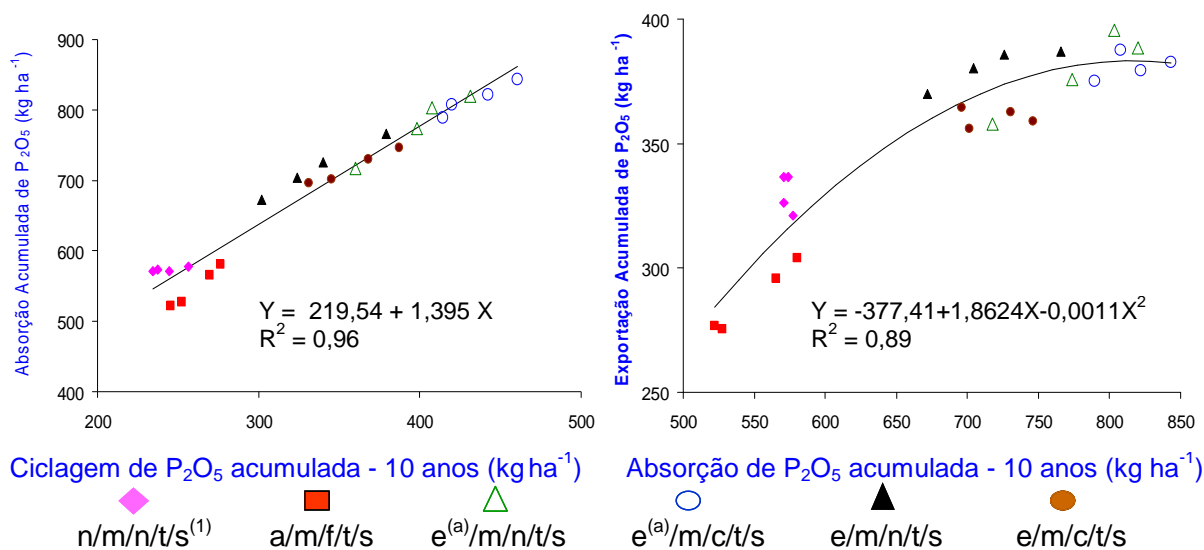 Absorção Acumulada de P2O5 (kg ha-1)
900
800
700
600
500
400
Y = 219,54 + 1,395 X
R2 = 0,96
200 300 400 500
Ciclagem de P2O5 acumulada - 10 anos (kg ha-1)
Exportação Acumulada de P2O5 (kg ha-1)
400
350
300
250
Y = -377,41+1,8624X-0,0011X2
R2 = 0,89
500 550 600 650 700 750 800 850
Absorção de P2O5 acumulada - 10 anos (kg ha-1)
n/m/n/t/s(1) a/m/f/t/s e(a)/m/n/t/s e(a)/m/c/t/s e/m/n/t/s e/m/c/t/s